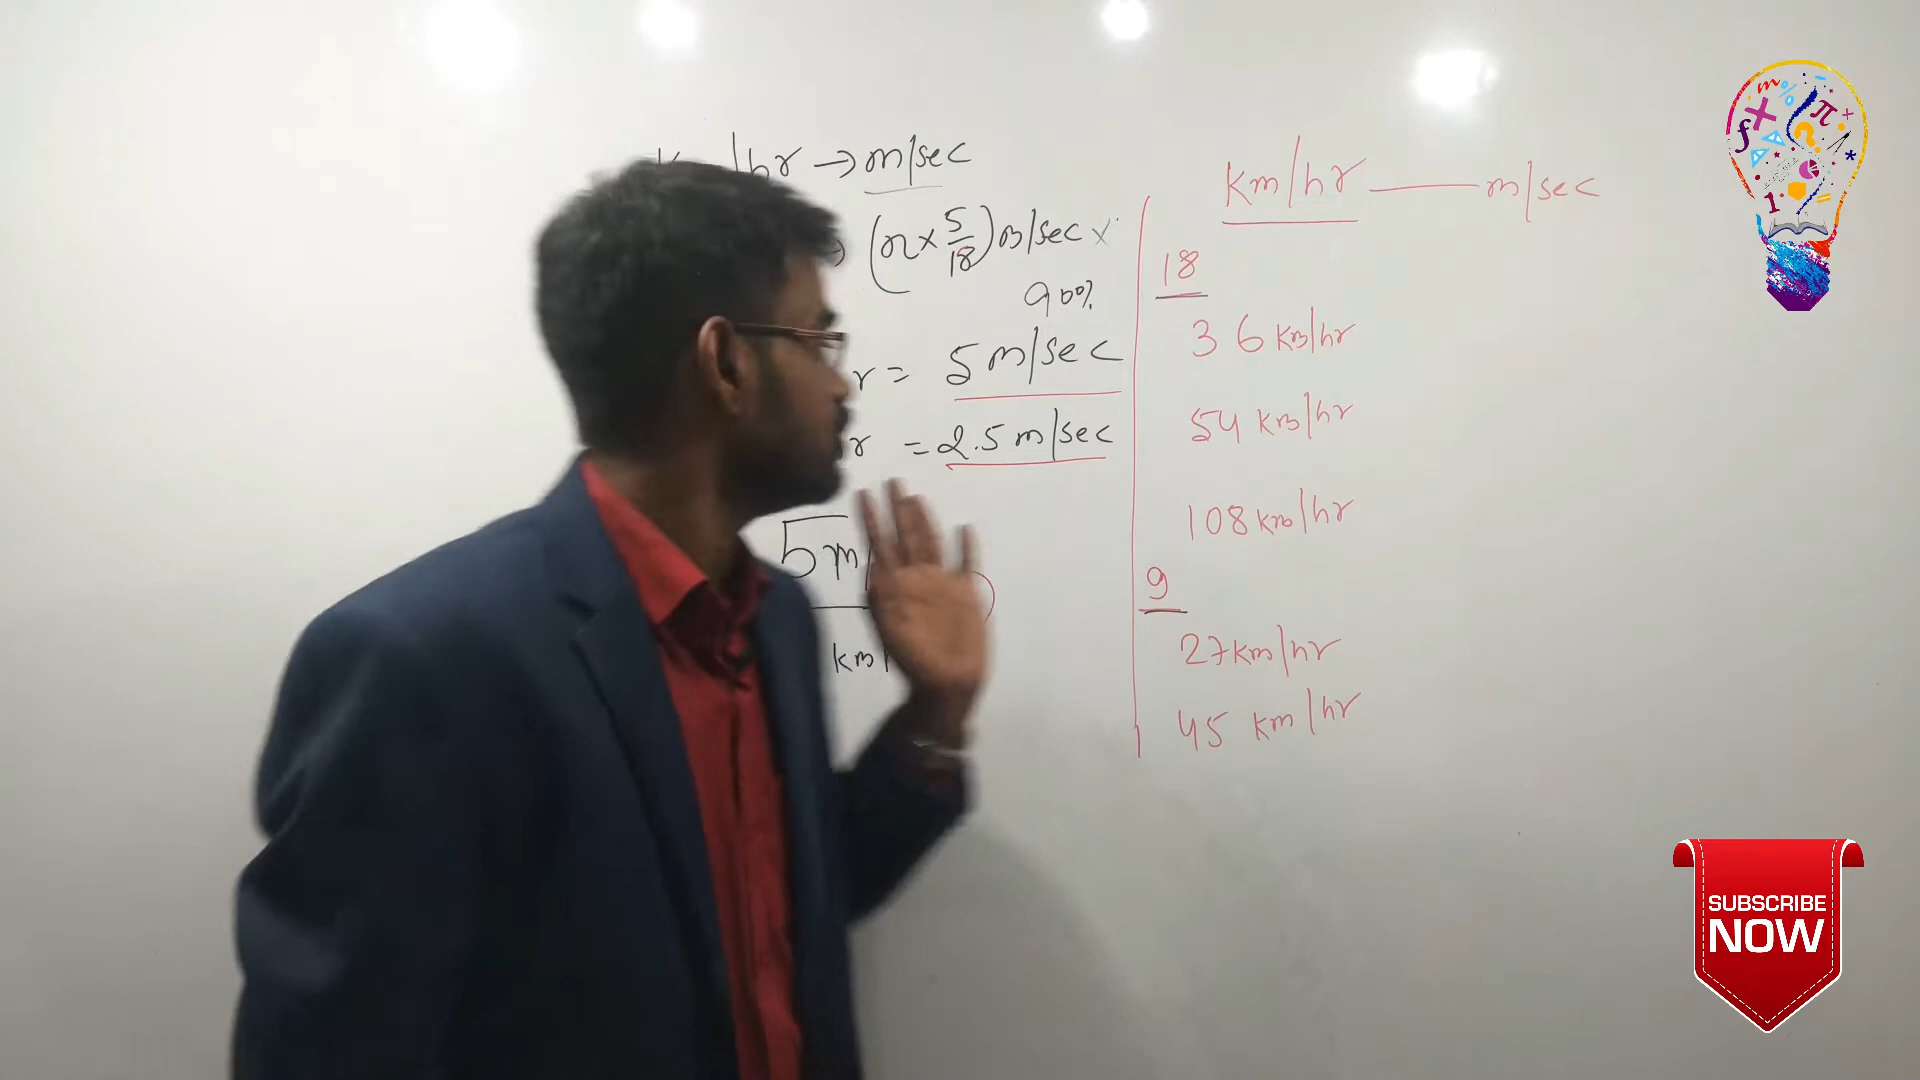 /hr → m/sec
(x × 5/18) m/sec ×
90%
r = 5 m/sec
r = 2.5 m/sec
5 m/
km/
km/hr — m/sec
18
36 km/hr
54 km/hr
108 km/hr
9
27 km/hr
45 km/hr
SUBSCRIBE
NOW